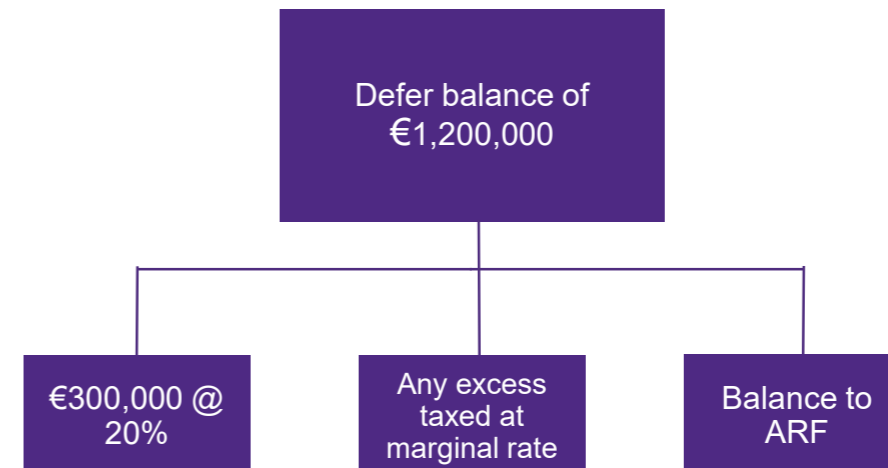 Defer balance of
€1,200,000
€300,000 @
20%
Any excess
taxed at
marginal rate
Balance to
ARF